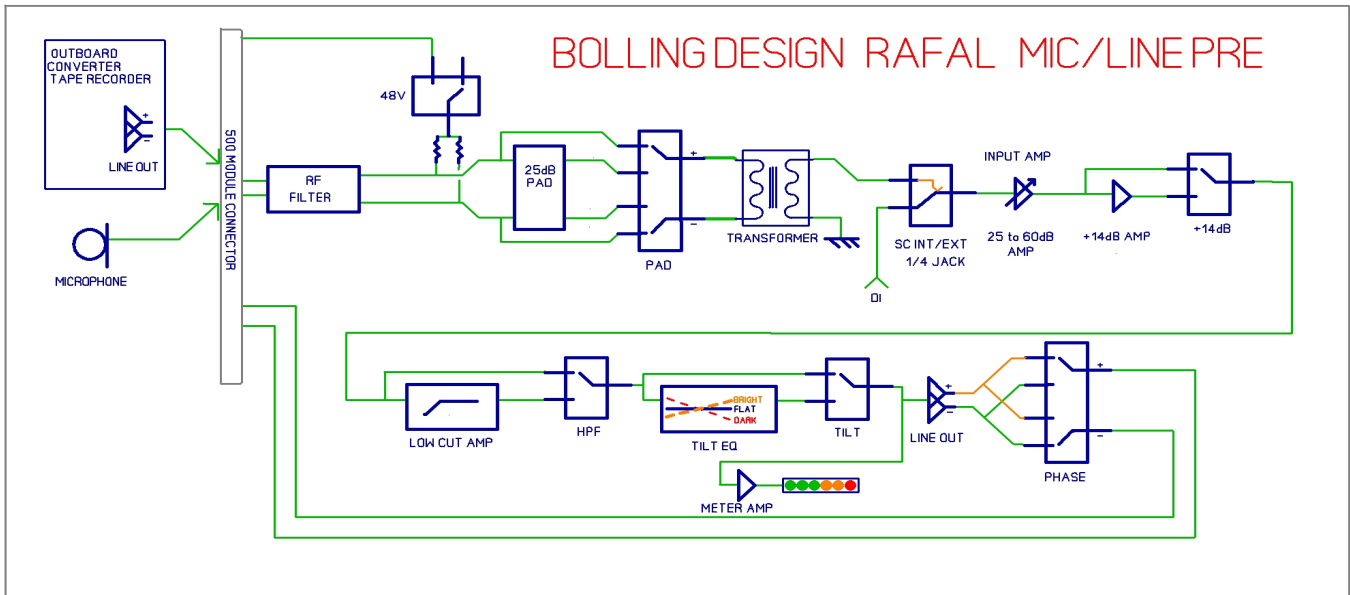 BOLLING DESIGN RAFAL MIC/LINE PRE
OUTBOARD
CONVERTER
TAPE RECORDER
+
-
LINE OUT
MICROPHONE
500 MODULE CONNECTOR
RF
FILTER
48V
25dB
PAD
+
-
PAD
TRANSFORMER
SC INT/EXT
1/4 JACK
DI
INPUT AMP
25 to 60dB
AMP
+14dB AMP
+14dB
LOW CUT AMP
HPF
BRIGHT
FLAT
DARK
TILT EQ
TILT
METER AMP
+
-
LINE OUT
+
-
PHASE